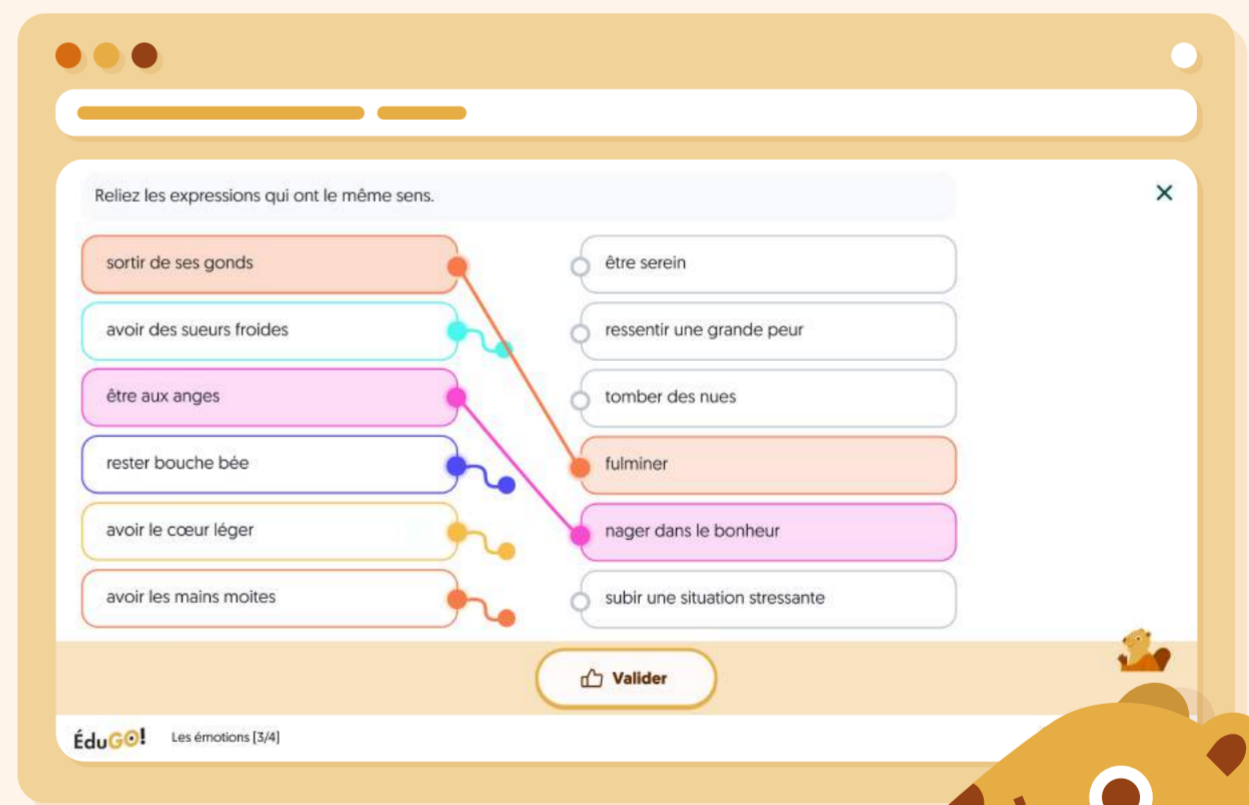 Reliez les expressions qui ont le même sens.
sortir de ses gonds
être serein
avoir des sueurs froides
ressentir une grande peur
être aux anges
tomber des nues
rester bouche bée
fulminer
avoir le cœur léger
nager dans le bonheur
avoir les mains moites
subir une situation stressante
Valider
ÉduGO!
Les émotions [3/4]